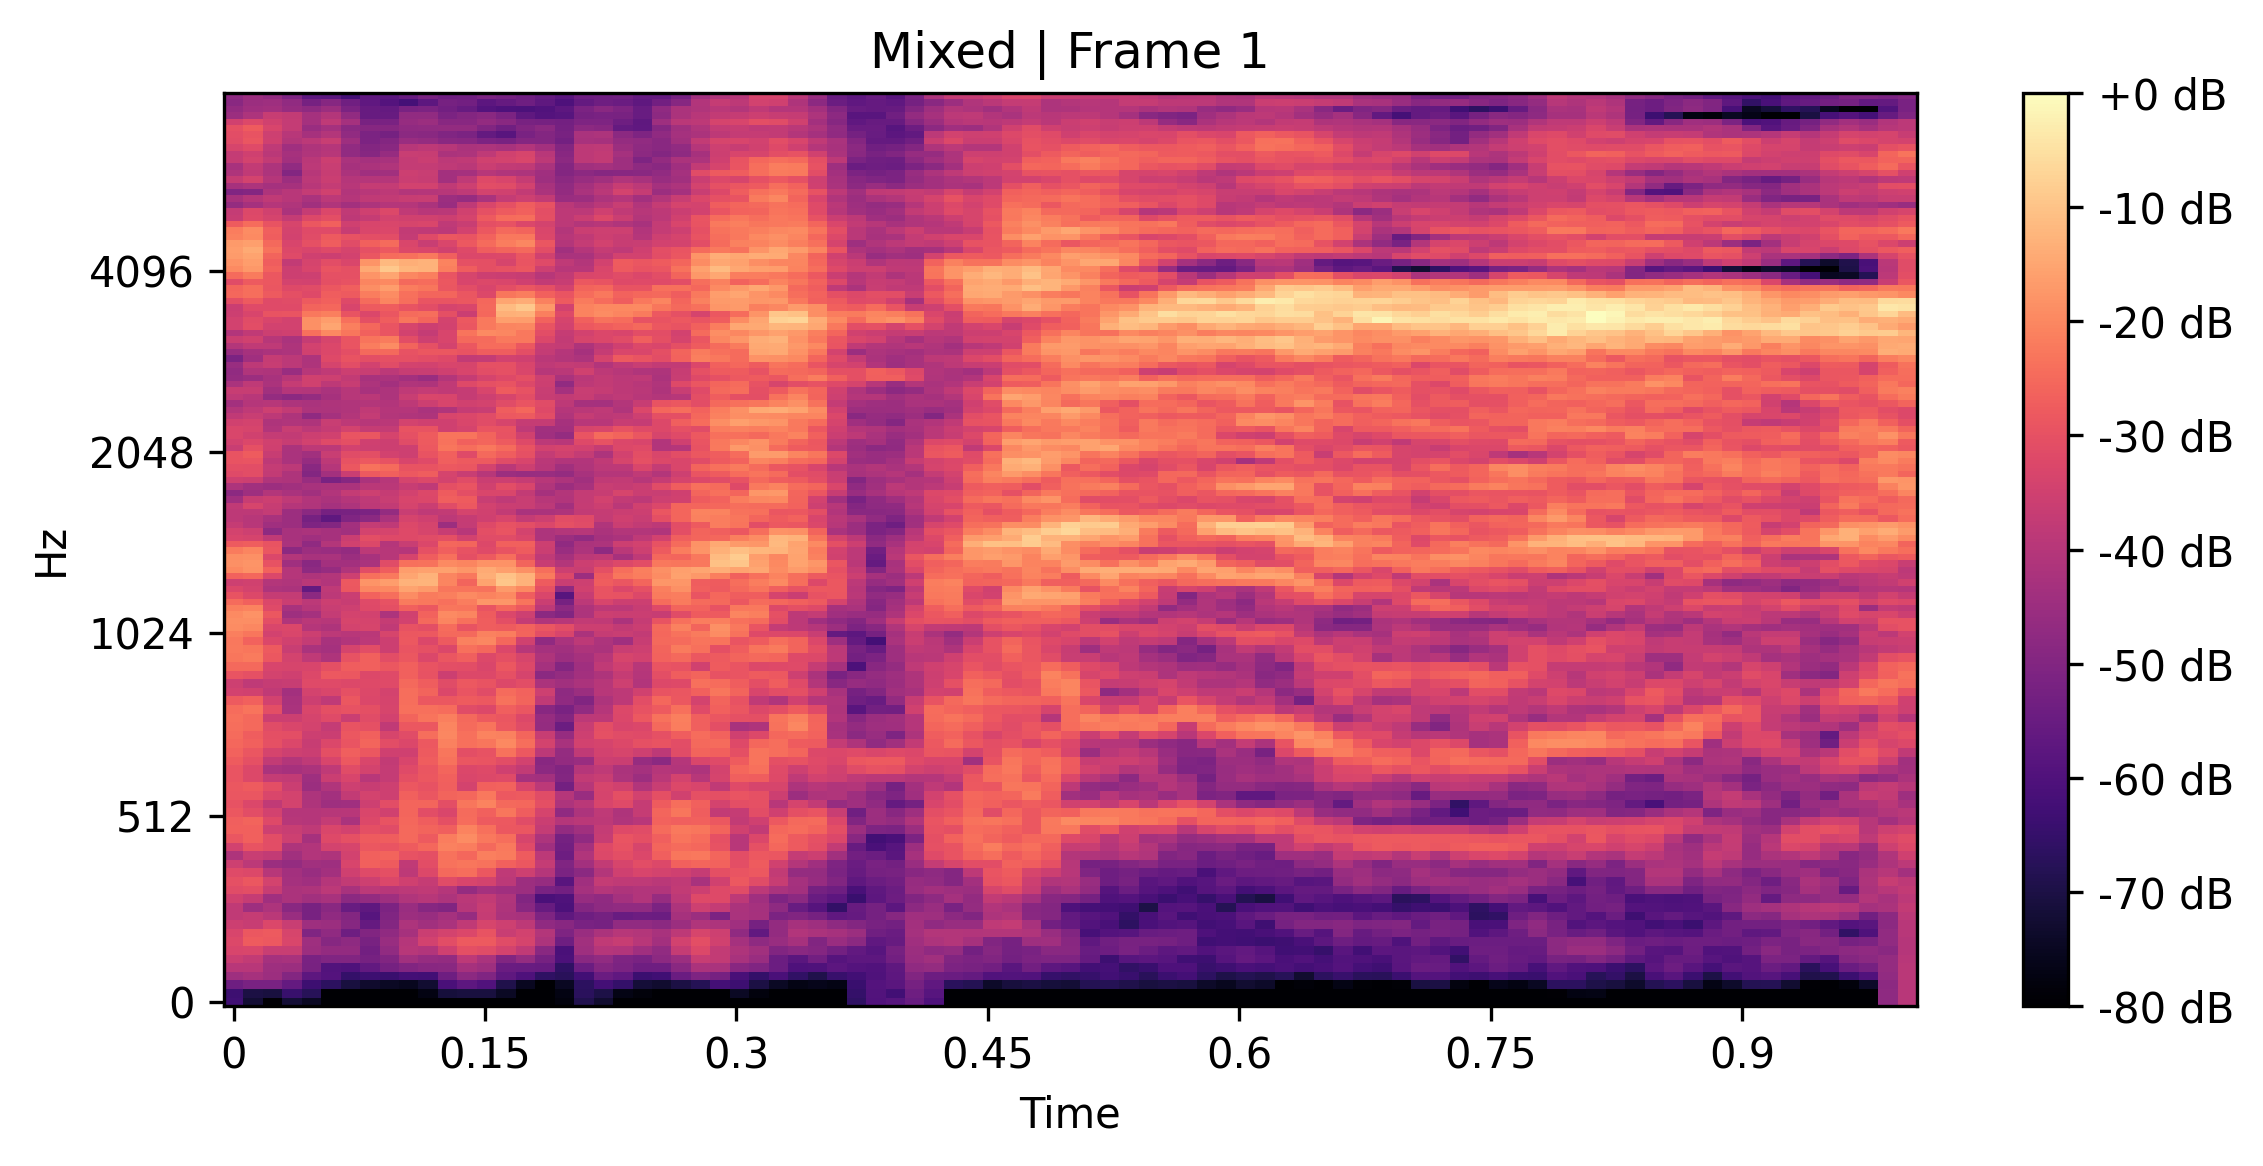 Mixed | Frame 1
+0 dB
-10 dB
-20 dB
-30 dB
-40 dB
-50 dB
-60 dB
-70 dB
-80 dB
4096
2048
1024
512
0
Hz
0 0.15 0.3 0.45 0.6 0.75 0.9
Time